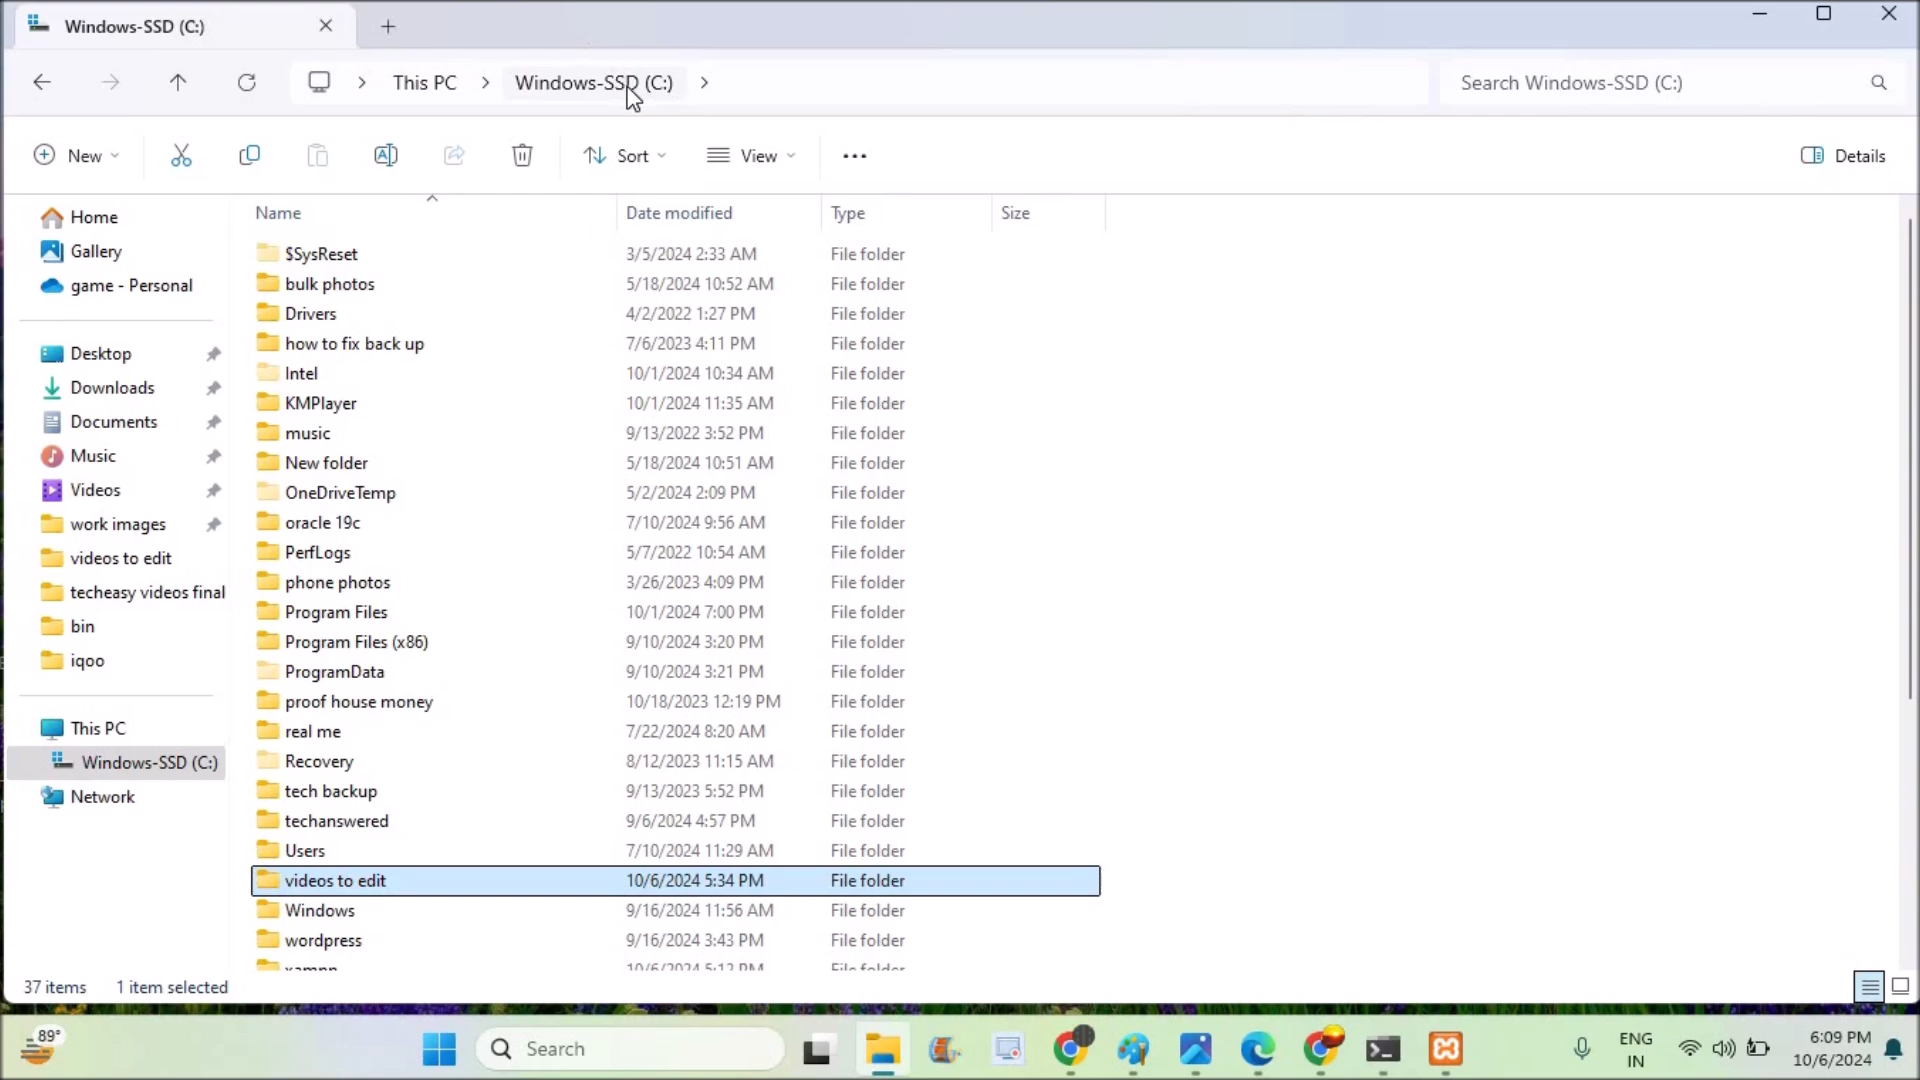 Windows-SSD (C:)
This PC
Windows-SSD (C:)
Search Windows-SSD (C:)
New
Sort
View
Details
Name
Date modified
Type
Size
Home
Gallery
game - Personal
Desktop
Downloads
Documents
Music
Videos
work images
videos to edit
techeasy videos final
bin
iqoo
This PC
Windows-SSD (C:)
Network
$SysReset 3/5/2024 2:33 AM File folder
bulk photos 5/18/2024 10:52 AM File folder
Drivers 4/2/2022 1:27 PM File folder
how to fix back up 7/6/2023 4:11 PM File folder
Intel 10/1/2024 10:34 AM File folder
KMPlayer 10/1/2024 11:35 AM File folder
music 9/13/2022 3:52 PM File folder
New folder 5/18/2024 10:51 AM File folder
OneDriveTemp 5/2/2024 2:09 PM File folder
oracle 19c 7/10/2024 9:56 AM File folder
PerfLogs 5/7/2022 10:54 AM File folder
phone photos 3/26/2023 4:09 PM File folder
Program Files 10/1/2024 7:00 PM File folder
Program Files (x86) 9/10/2024 3:20 PM File folder
ProgramData 9/10/2024 3:21 PM File folder
proof house money 10/18/2023 12:19 PM File folder
real me 7/22/2024 8:20 AM File folder
Recovery 8/12/2023 11:15 AM File folder
tech backup 9/13/2023 5:52 PM File folder
techanswered 9/6/2024 4:57 PM File folder
Users 7/10/2024 11:29 AM File folder
videos to edit 10/6/2024 5:34 PM File folder
Windows 9/16/2024 11:56 AM File folder
wordpress 9/16/2024 3:43 PM File folder
xampp 10/6/2024 5:12 PM File folder
37 items 1 item selected
89°
Search
ENG
IN
6:09 PM
10/6/2024